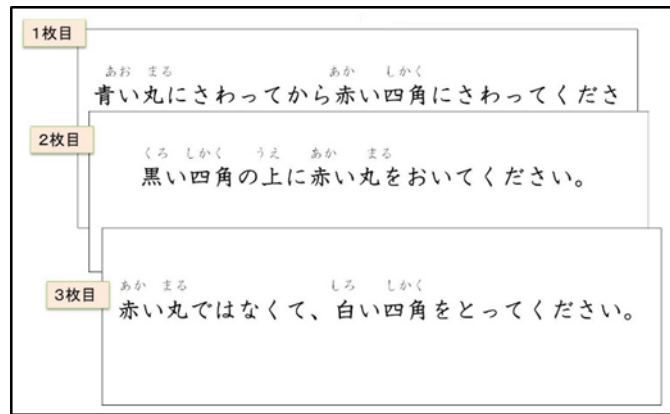 1枚目
あお まる あか しかく
青い丸にさわってから赤い四角にさわってくださ
2枚目
くろ しかく うえ あか まる
黒い四角の上に赤い丸をおいてください。
3枚目
あか まる しろ しかく
赤い丸ではなくて、白い四角をとってください。